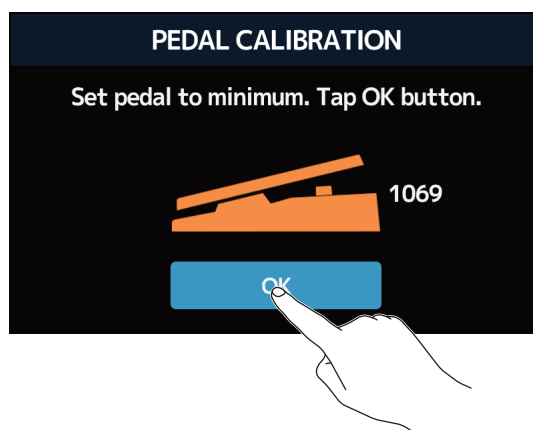 PEDAL CALIBRATION
Set pedal to minimum. Tap OK button.
1069
OK